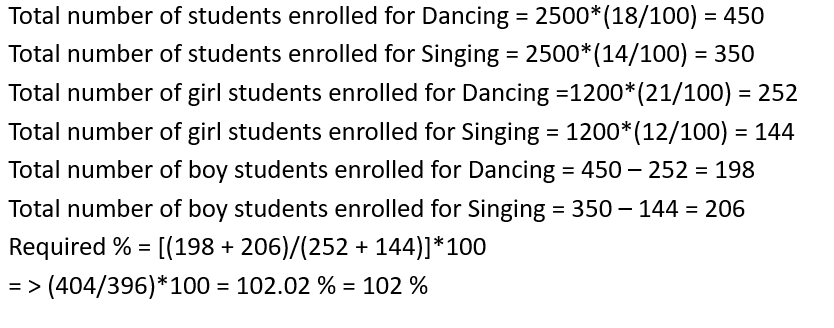 Total number of students enrolled for Dancing = 2500*(18/100) = 450
Total number of students enrolled for Singing = 2500*(14/100) = 350
Total number of girl students enrolled for Dancing =1200*(21/100) = 252
Total number of girl students enrolled for Singing = 1200*(12/100) = 144
Total number of boy students enrolled for Dancing = 450 – 252 = 198
Total number of boy students enrolled for Singing = 350 – 144 = 206
Required % = [(198 + 206)/(252 + 144)]*100
= > (404/396)*100 = 102.02 % = 102 %